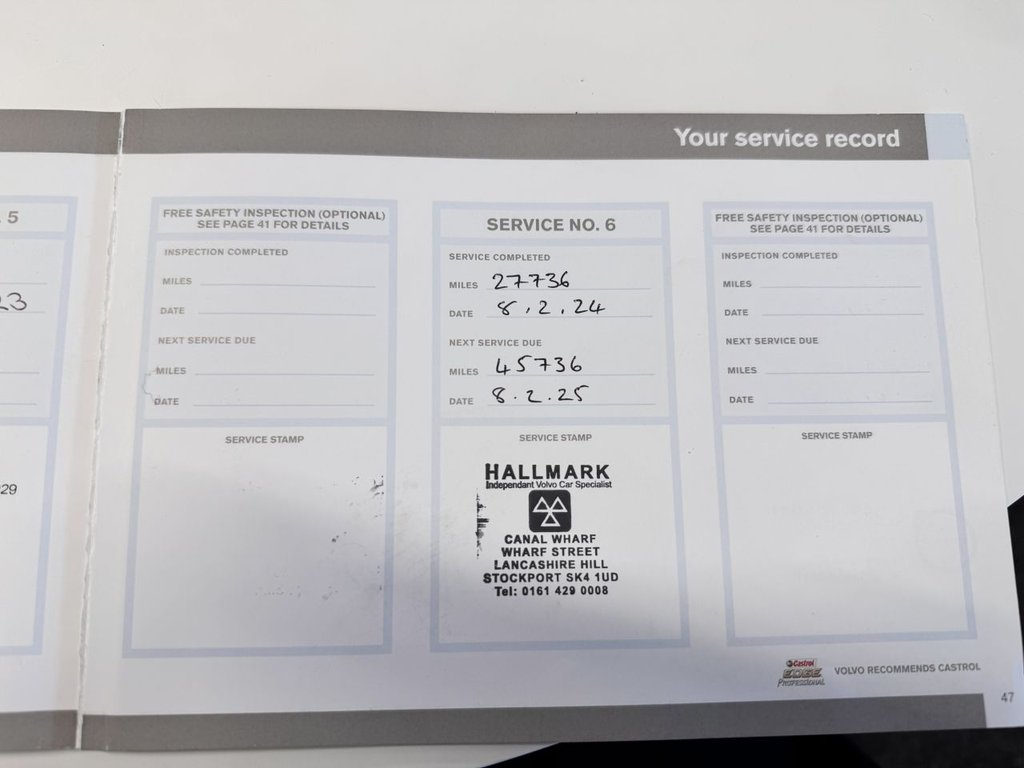 Your service record
. 5
23
29
FREE SAFETY INSPECTION (OPTIONAL)
SEE PAGE 41 FOR DETAILS
INSPECTION COMPLETED
MILES
DATE
NEXT SERVICE DUE
MILES
DATE
SERVICE STAMP
SERVICE NO. 6
SERVICE COMPLETED
MILES 27736
DATE 8.2.24
NEXT SERVICE DUE
MILES 45736
DATE 8.2.25
SERVICE STAMP
HALLMARK
Independant Volvo Car Specialist
CANAL WHARF
WHARF STREET
LANCASHIRE HILL
STOCKPORT SK4 1UD
Tel: 0161 429 0008
FREE SAFETY INSPECTION (OPTIONAL)
SEE PAGE 41 FOR DETAILS
INSPECTION COMPLETED
MILES
DATE
NEXT SERVICE DUE
MILES
DATE
SERVICE STAMP
Castrol
EDGE
PROFESSIONAL
VOLVO RECOMMENDS CASTROL
47